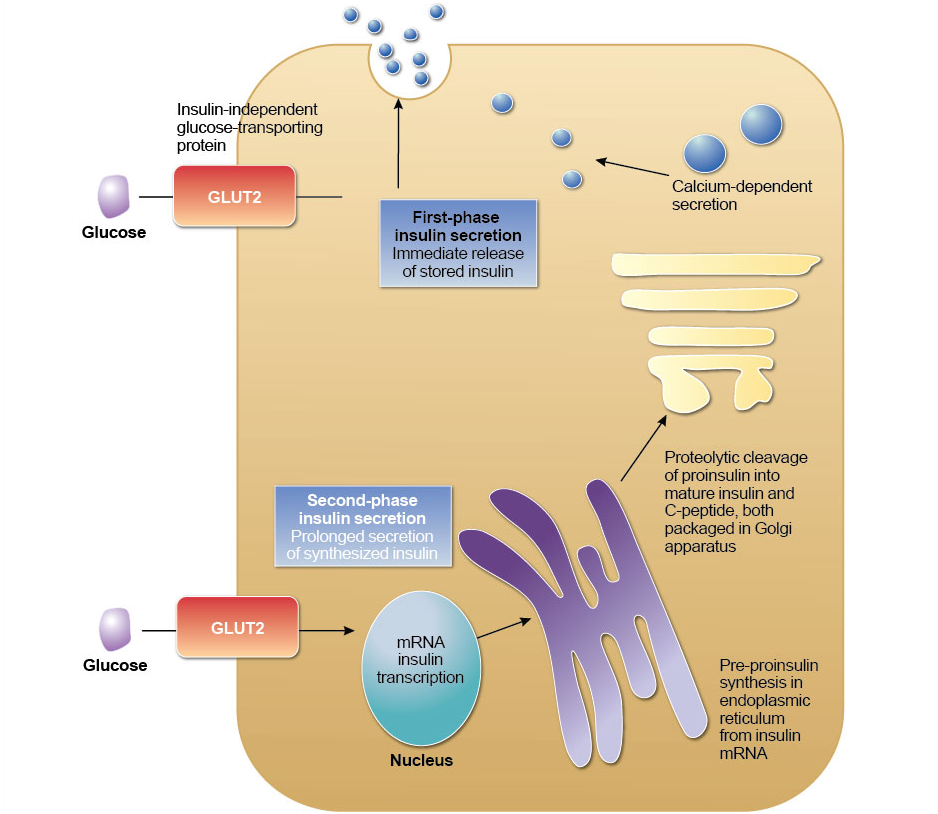 Insulin-independent
glucose-transporting
protein
GLUT2
Glucose
First-phase
insulin secretion
Immediate release
of stored insulin
Calcium-dependent
secretion
Proteolytic cleavage
of proinsulin into
mature insulin and
C-peptide, both
packaged in Golgi
apparatus
Second-phase
insulin secretion
Prolonged secretion
of synthesized insulin
GLUT2
Glucose
mRNA
insulin
transcription
Nucleus
Pre-proinsulin
synthesis in
endoplasmic
reticulum
from insulin
mRNA